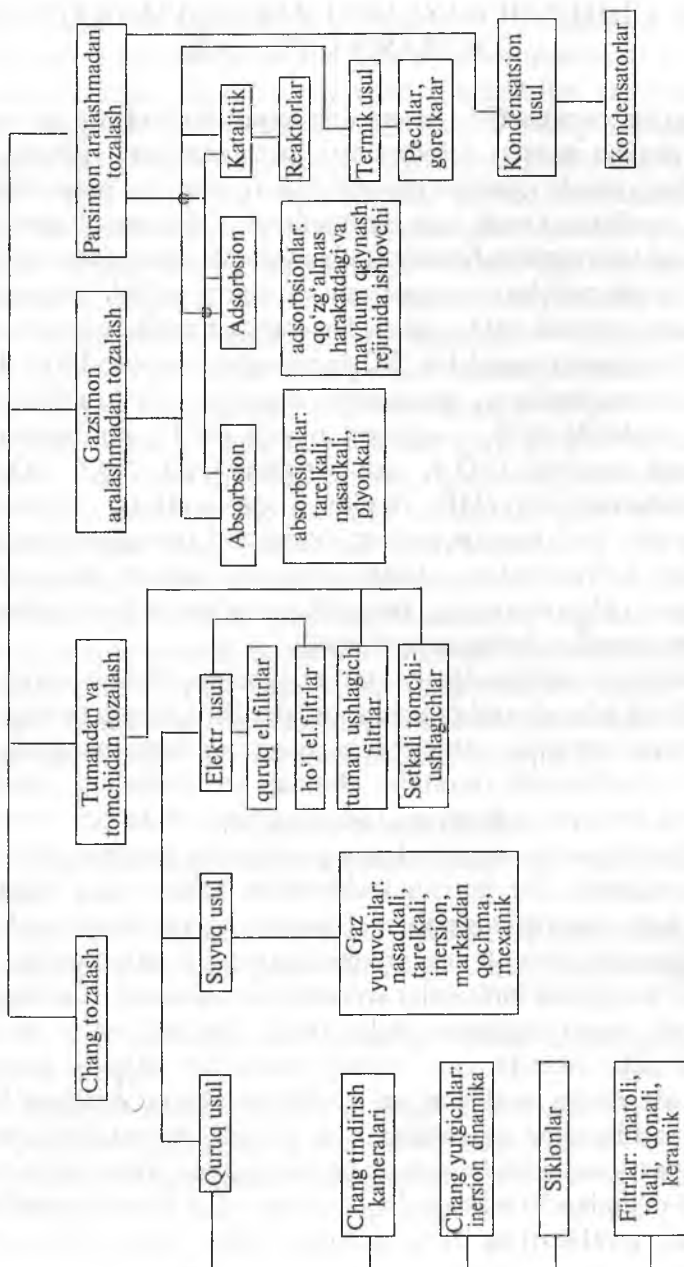 Chang tozalash
Tumandan va
tomchidan tozalash
Gazsimon
aralashmadan tozalash
Parsimon aralashmadan
tozalash
Quruq usul
Suyuq usul
Elektr usul
Absorbsion
Adsorbsion
Katalitik
Reaktorlar
Termik usul
Pechlar,
gorelkalar
Kondensatsion
usul
Kondensatorlar
Chang tindirish
kameralari
Chang yutgichlar:
inersion dinamika
Siklonlar
Filtrlar: matoli,
tolali, donali,
keramik
Gaz
yuvuvchilar:
nasadkali,
tarelkali,
inersion,
markazdan
qochma,
mexanik
quruq el.filtrlar
ho'l el.filtrlar
tuman ushlagich
filtrlar
Setkali tomchi-
ushlagichlar
absorbsionlar:
tarelkali,
nasadkali,
plyonkali
adsorbsionlar:
qo'zg'almas
harakatdagi va
mavhum qaynash
rejimida ishlovchi